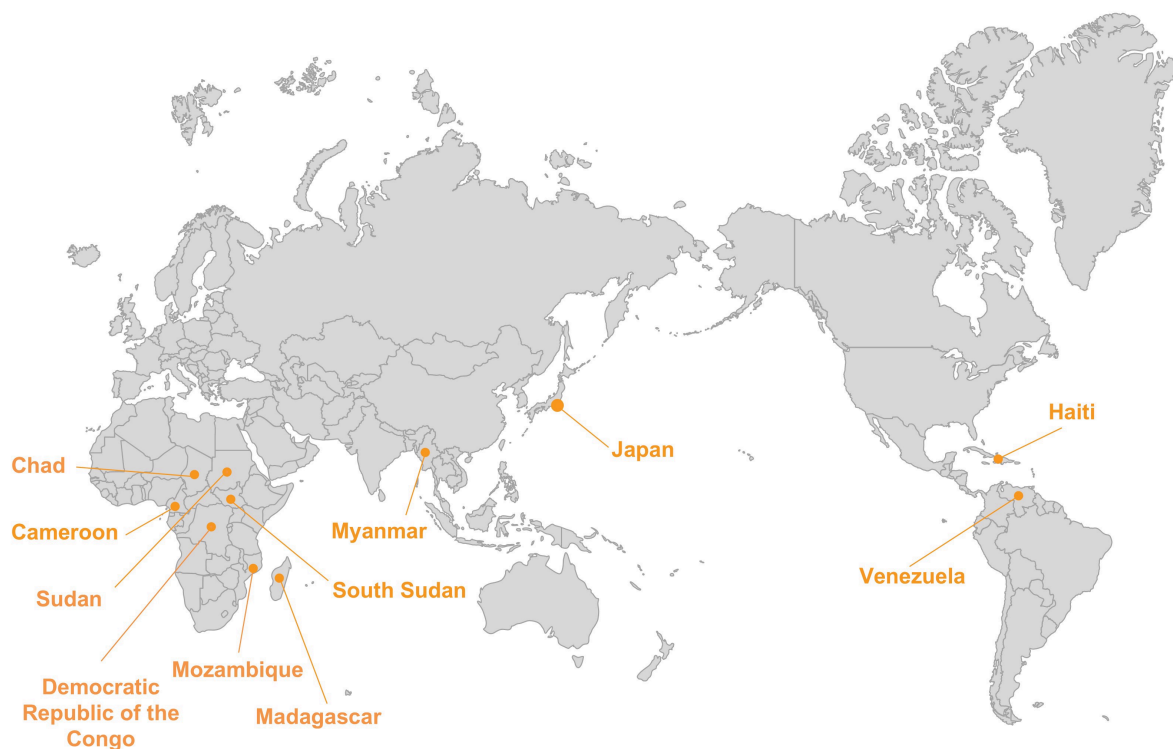 Haiti
Japan
Chad
Cameroon
Myanmar
Venezuela
South Sudan
Sudan
Mozambique
Democratic
Republic of the
Congo
Madagascar